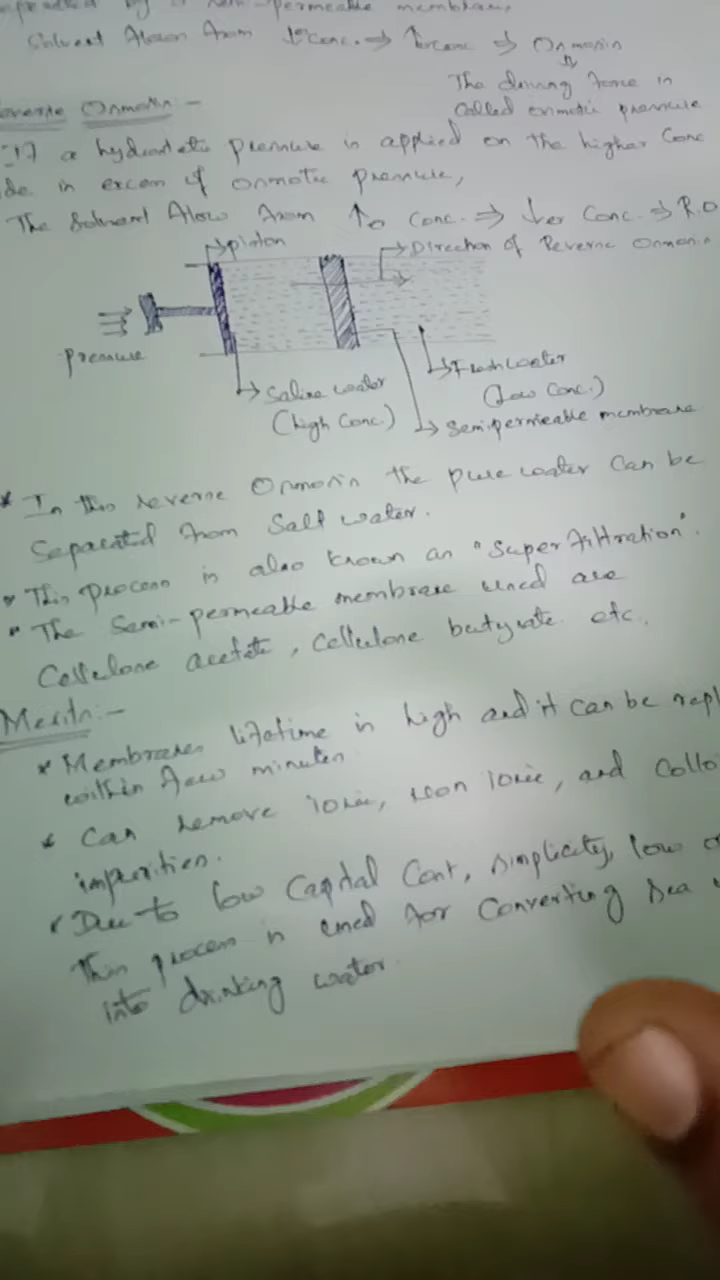 by a semi-permeable membrane,
Solvent flows from ↓er conc. ⇒ ↑er conc ⇒ Osmosis
⇓
The driving force is
called osmotic pressure
Reverse Osmosis :-
If a hydrostatic pressure is applied on the higher conc
in excess of osmotic pressure,
The solvent flow from ↑er conc. ⇒ ↓er conc. ⇒ R.O
piston
Direction of Reverse Osmosis
pressure
Fresh water
(Low conc.)
Saline water
(high conc.)
Semipermeable membrane
* In this reverse osmosis the pure water can be
separated from salt water.
* This process is also known as "Super filtration".
* The semi-permeable membrane used are
Cellulose acetate, cellulose butyrate etc.
Merits:-
* Membranes lifetime is high and it can be
within few minutes
* Can remove ionic, non ionic, and
impurities.
* Due to low capital cost, simplicity, low
This process is used for converting sea
into drinking water.